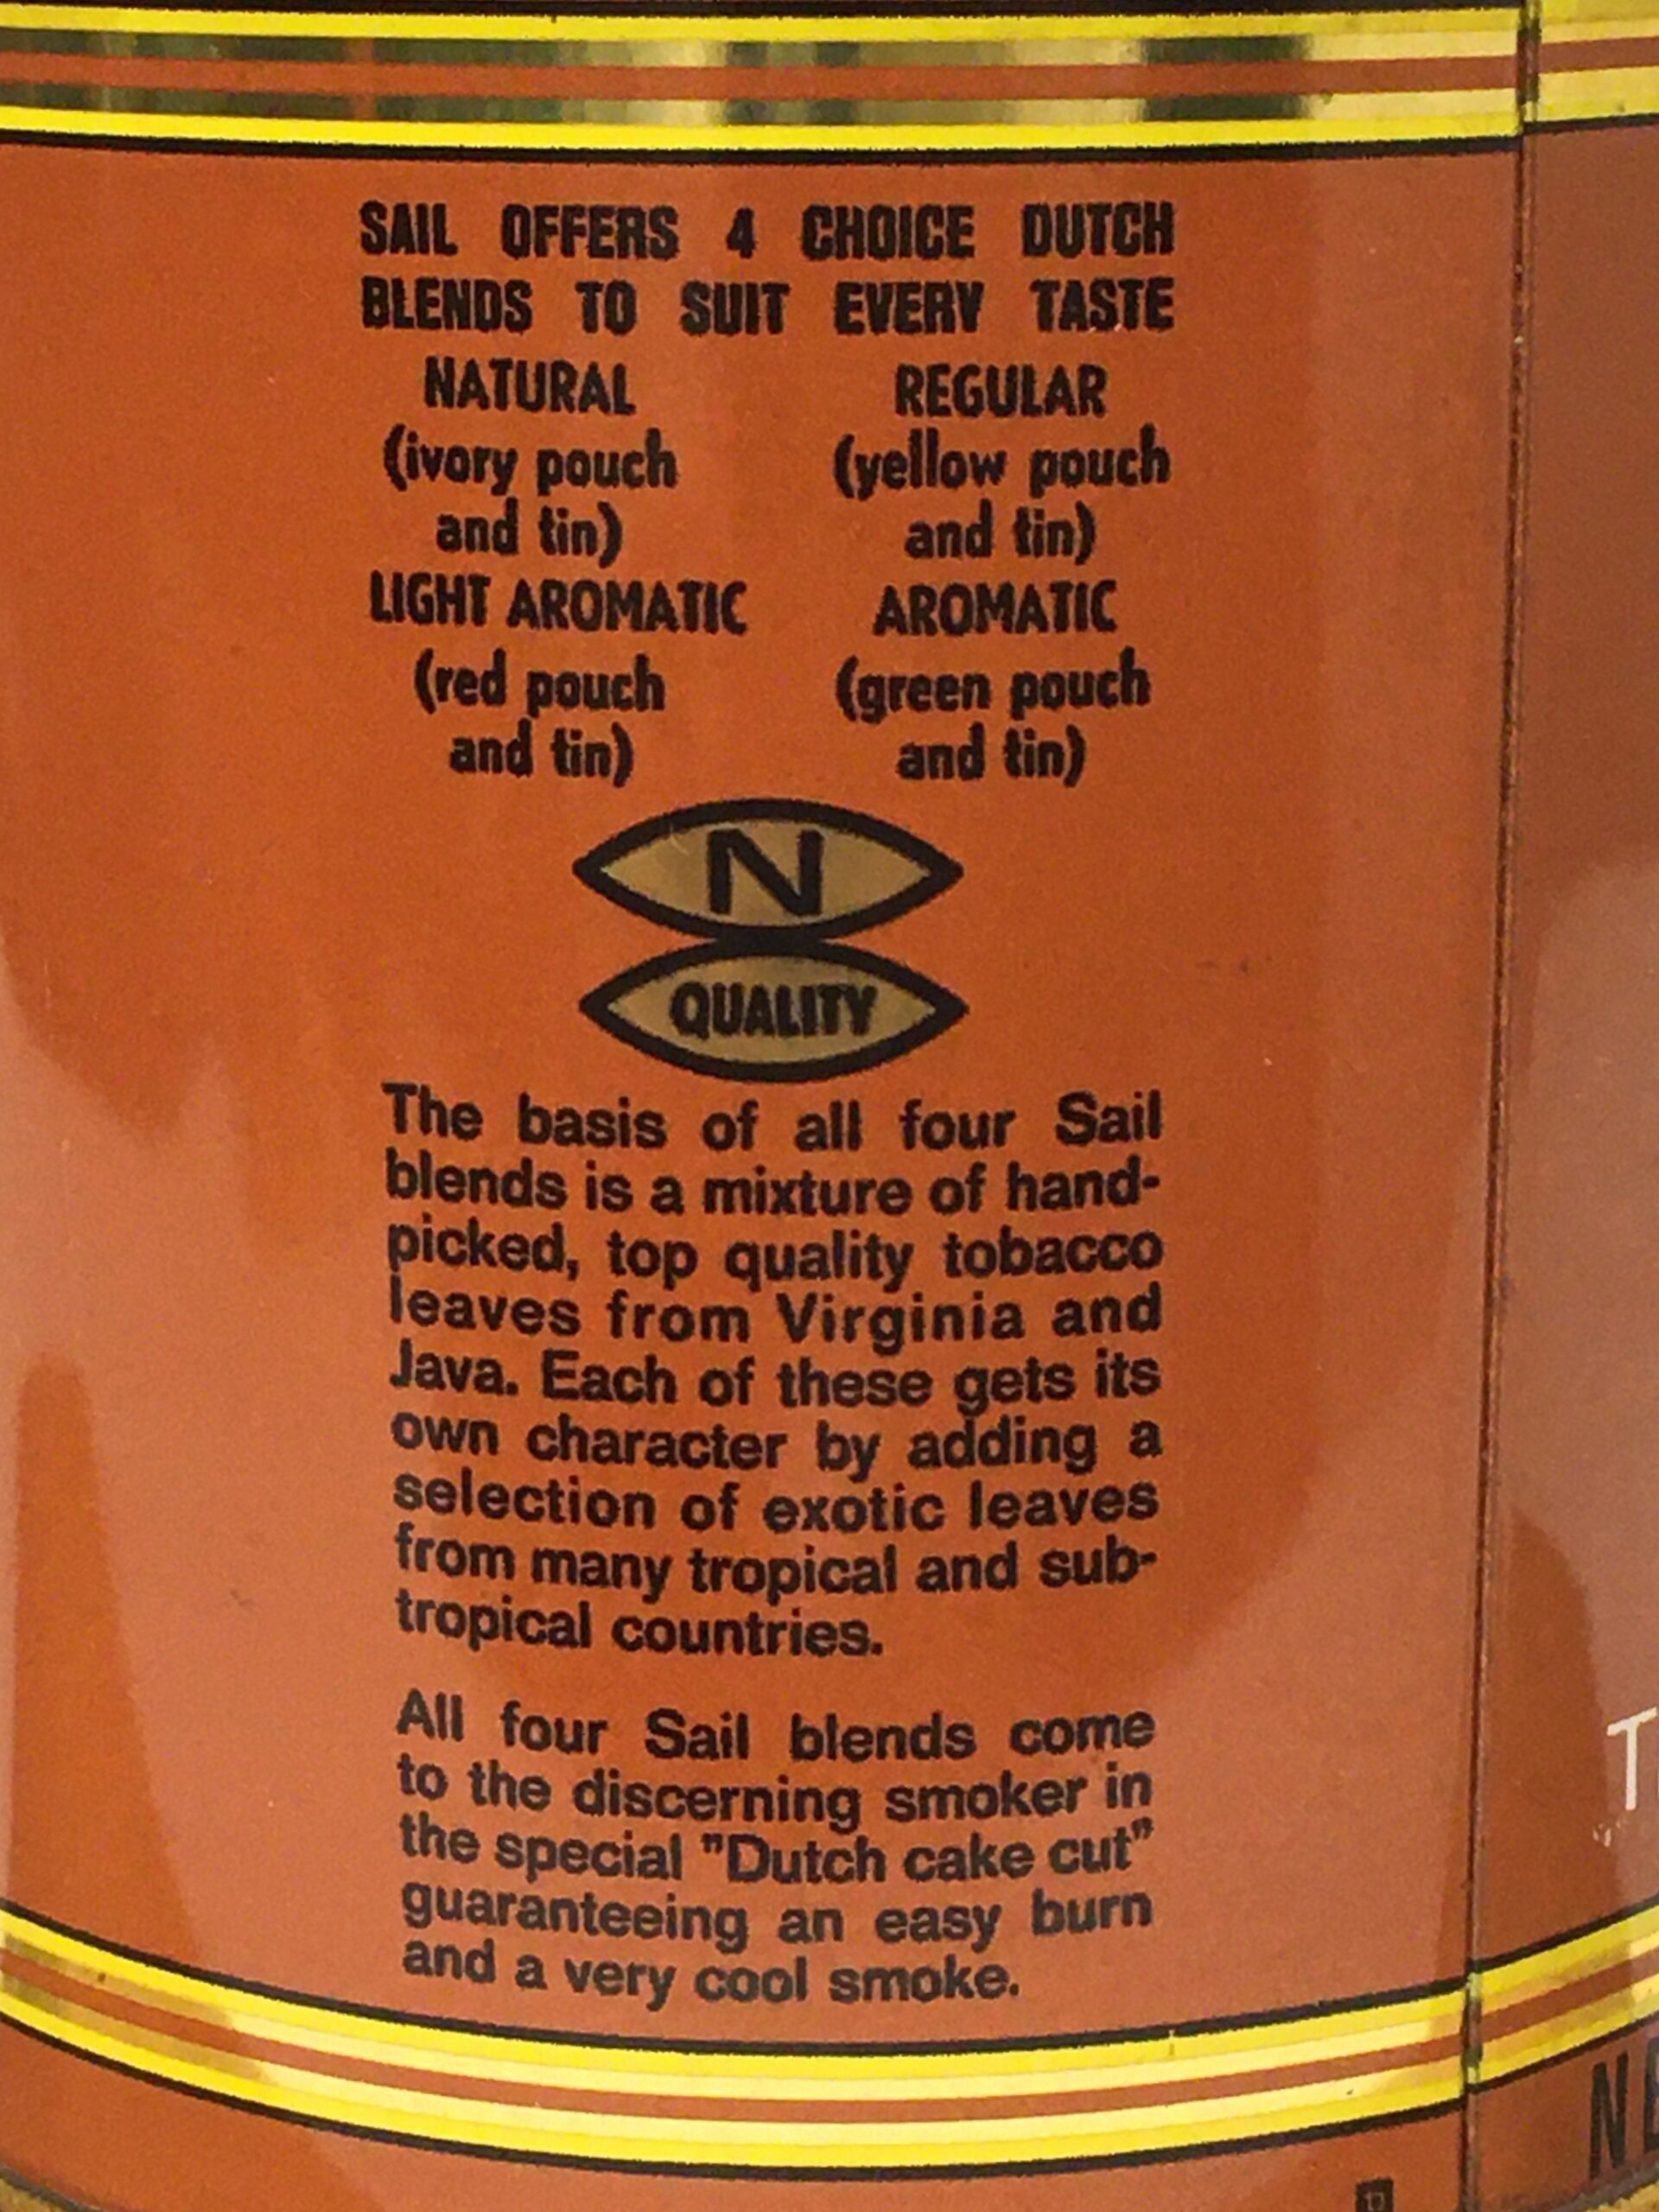 SAIL OFFERS 4 CHOICE DUTCH
BLENDS TO SUIT EVERY TASTE
NATURAL
(ivory pouch
and tin)
REGULAR
(yellow pouch
and tin)
LIGHT AROMATIC
(red pouch
and tin)
AROMATIC
(green pouch
and tin)
N
QUALITY
The basis of all four Sail
blends is a mixture of hand-
picked, top quality tobacco
leaves from Virginia and
Java. Each of these gets its
own character by adding a
selection of exotic leaves
from many tropical and sub-
tropical countries.
All four Sail blends come
to the discerning smoker in
the special "Dutch cake cut"
guaranteeing an easy burn
and a very cool smoke.